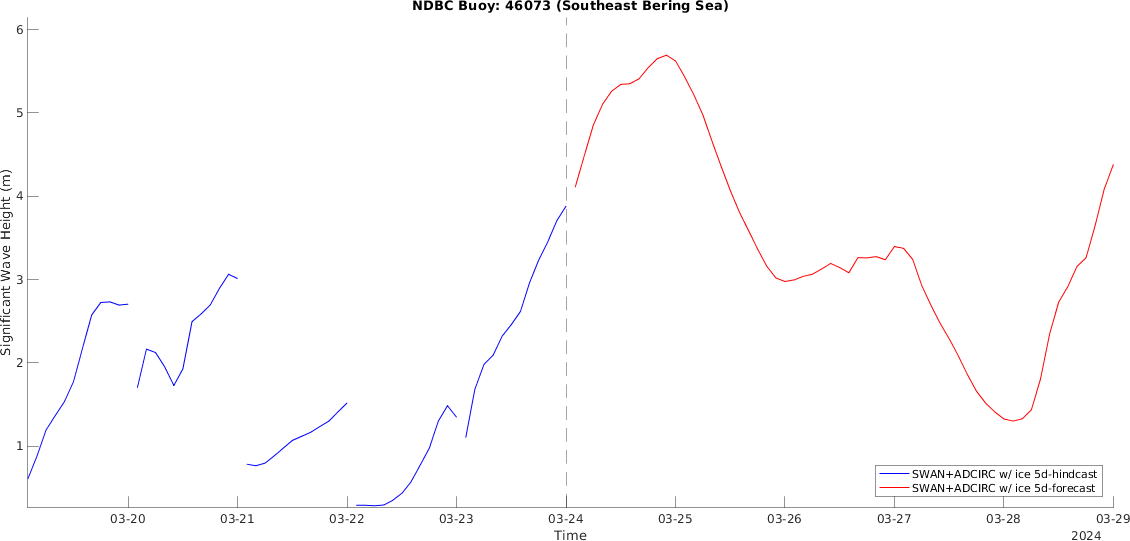 NDBC Buoy: 46073 (Southeast Bering Sea)
6
5
4
3
2
1
Significant Wave Height (m)
SWAN+ADCIRC w/ ice 5d-hindcast
SWAN+ADCIRC w/ ice 5d-forecast
03-20 03-21 03-22 03-23 03-24 03-25 03-26 03-27 03-28 03-29
Time
2024